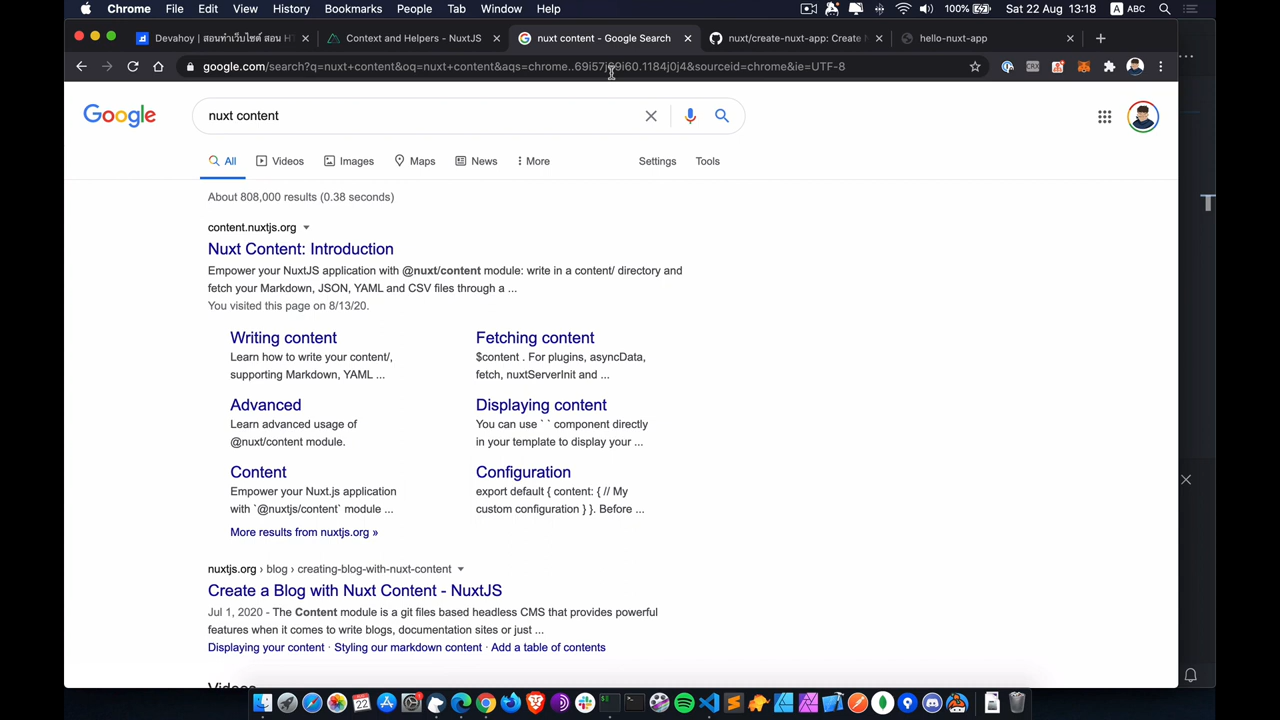 Chrome File Edit View History Bookmarks People Tab Window Help 100% Sat 22 Aug 13:18 A ABC
Devahoy | สอนทำเว็บไซต์ สอน HT Context and Helpers - NuxtJS nuxt content - Google Search nuxt/create-nuxt-app: Create N hello-nuxt-app
google.com/search?q=nuxt+content&oq=nuxt+content&aqs=chrome..69i57j69i60.1184j0j4&sourceid=chrome&ie=UTF-8
Google nuxt content
All Videos Images Maps News More Settings Tools
About 808,000 results (0.38 seconds)
content.nuxtjs.org
Nuxt Content: Introduction
Empower your NuxtJS application with @nuxt/content module: write in a content/ directory and
fetch your Markdown, JSON, YAML and CSV files through a ...
You visited this page on 8/13/20.
Writing content
Learn how to write your content/,
supporting Markdown, YAML ...
Fetching content
$content . For plugins, asyncData,
fetch, nuxtServerInit and ...
Advanced
Learn advanced usage of
@nuxt/content module.
Displaying content
You can use ` ` component directly
in your template to display your ...
Content
Empower your Nuxt.js application
with `@nuxtjs/content` module ...
Configuration
export default { content: { // My
custom configuration } }. Before ...
More results from nuxtjs.org »
nuxtjs.org › blog › creating-blog-with-nuxt-content
Create a Blog with Nuxt Content - NuxtJS
Jul 1, 2020 - The Content module is a git files based headless CMS that provides powerful
features when it comes to write blogs, documentation sites or just ...
Displaying your content · Styling our markdown content · Add a table of contents
Videos